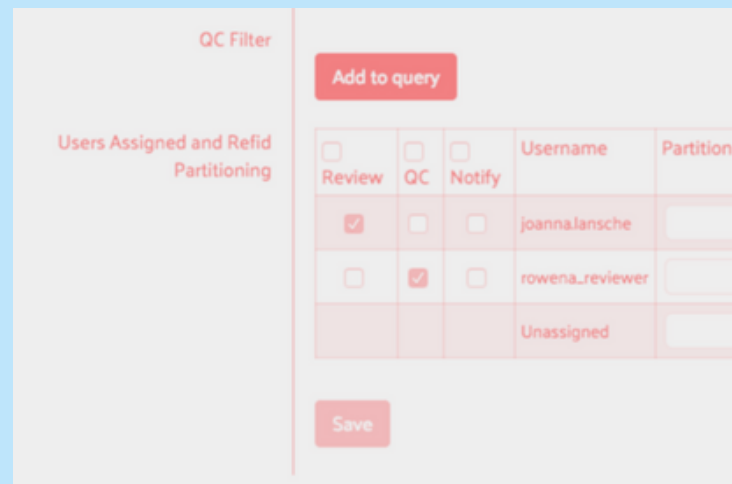 QC Filter
Add to query
Users Assigned and Refid
Partitioning
Review QC Notify Username Partition
joanna.lansche
rowena_reviewer
Unassigned
Save